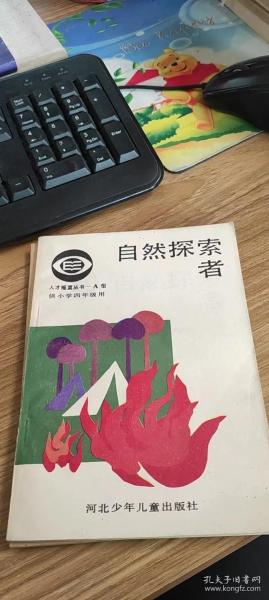 自然探索
者
人才摇篮丛书—A型
供小学四年级用
河北少年儿童出版社
孔夫子旧书网